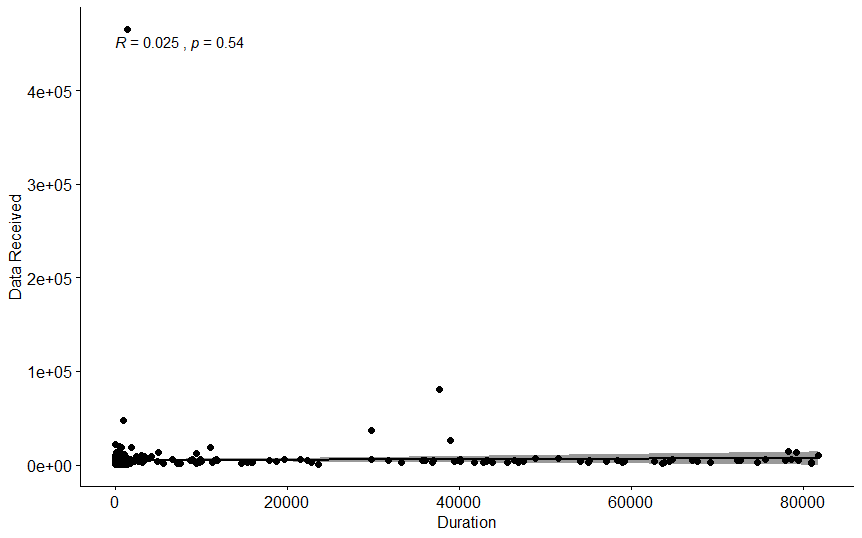 R = 0.025 , p = 0.54
4e+05
3e+05
2e+05
1e+05
0e+00
Data Received
0 20000 40000 60000 80000
Duration